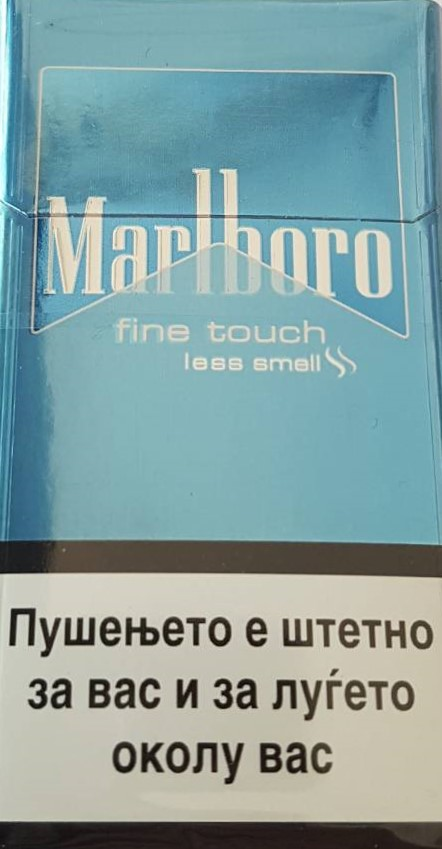 Marlboro
fine touch
less smell
Пушењето е штетно
за вас и за луѓето
околу вас